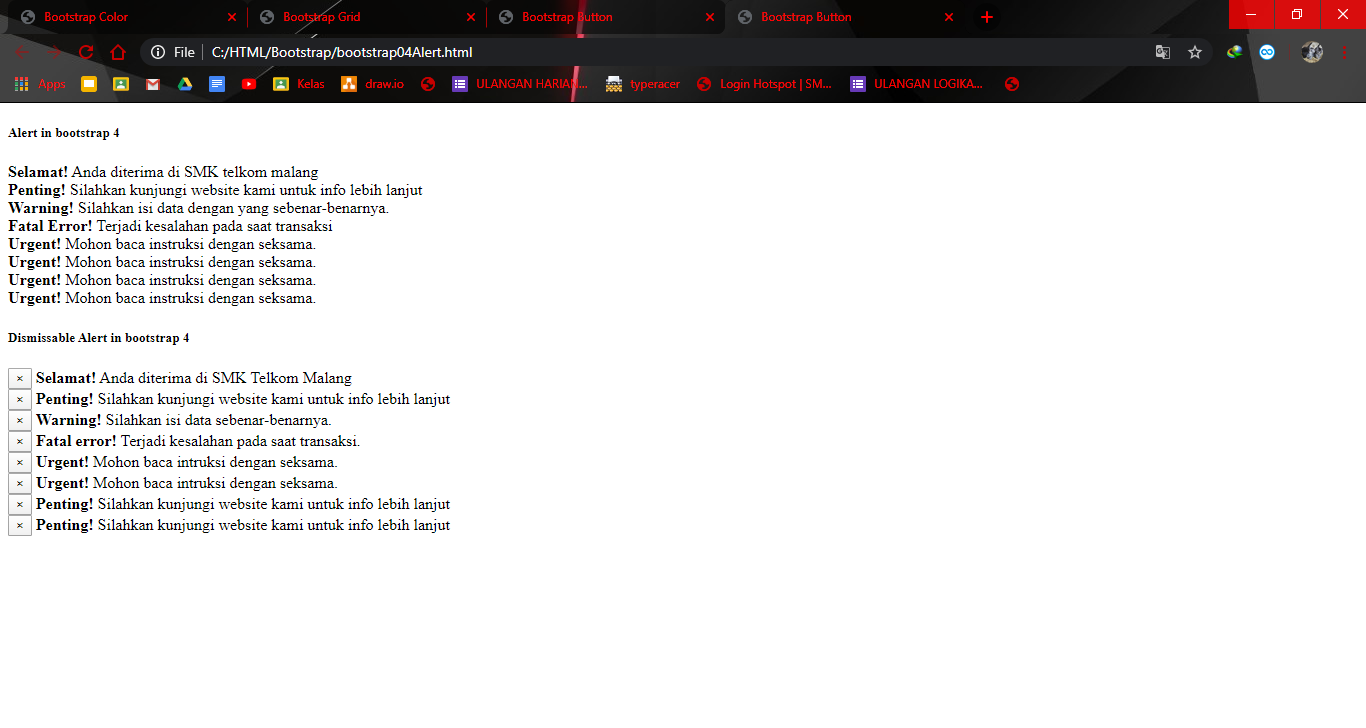 Bootstrap Color
Bootstrap Grid
Bootstrap Button
Bootstrap Button
File
C:/HTML/Bootstrap/bootstrap04Alert.html
Apps
Kelas
draw.io
ULANGAN HARIAN...
typeracer
Login Hotspot | SM...
ULANGAN LOGIKA...
Alert in bootstrap 4
Selamat! Anda diterima di SMK telkom malang
Penting! Silahkan kunjungi website kami untuk info lebih lanjut
Warning! Silahkan isi data dengan yang sebenar-benarnya.
Fatal Error! Terjadi kesalahan pada saat transaksi
Urgent! Mohon baca instruksi dengan seksama.
Urgent! Mohon baca instruksi dengan seksama.
Urgent! Mohon baca instruksi dengan seksama.
Urgent! Mohon baca instruksi dengan seksama.
Dismissable Alert in bootstrap 4
× Selamat! Anda diterima di SMK Telkom Malang
× Penting! Silahkan kunjungi website kami untuk info lebih lanjut
× Warning! Silahkan isi data sebenar-benarnya.
× Fatal error! Terjadi kesalahan pada saat transaksi.
× Urgent! Mohon baca intruksi dengan seksama.
× Urgent! Mohon baca intruksi dengan seksama.
× Penting! Silahkan kunjungi website kami untuk info lebih lanjut
× Penting! Silahkan kunjungi website kami untuk info lebih lanjut